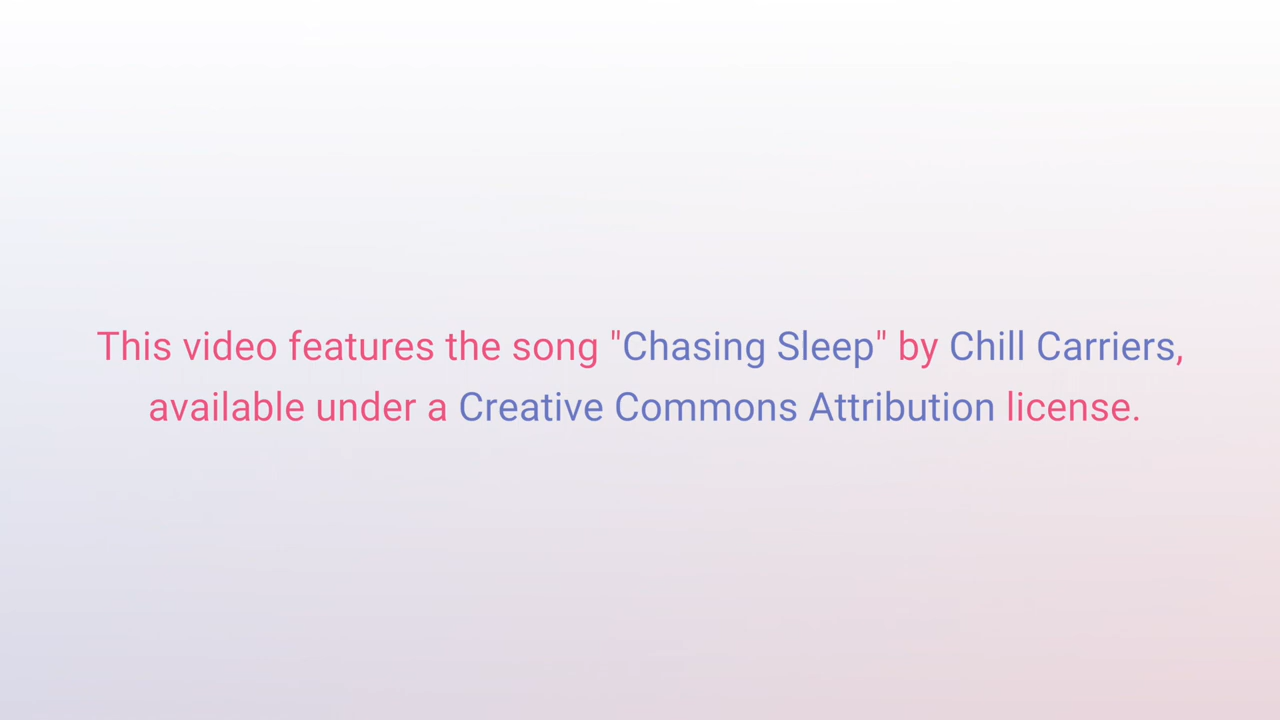 This video features the song "Chasing Sleep" by Chill Carriers,
available under a Creative Commons Attribution license.